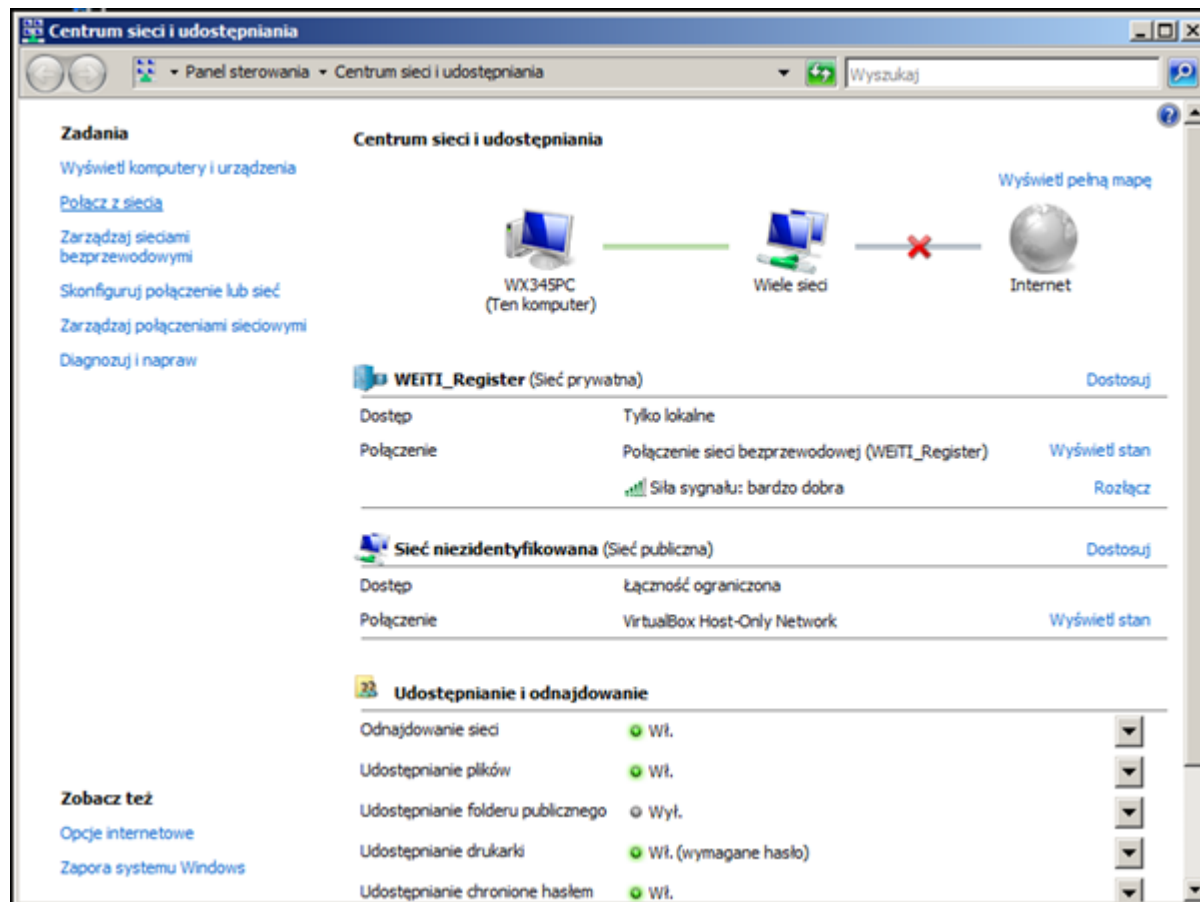 Centrum sieci i udostępniania
Panel sterowania Centrum sieci i udostępniania Wyszukaj
Zadania
Wyświetl komputery i urządzenia
Połącz z siecią
Zarządzaj sieciami
bezprzewodowymi
Skonfiguruj połączenie lub sieć
Zarządzaj połączeniami sieciowymi
Diagnozuj i napraw
Zobacz też
Opcje internetowe
Zapora systemu Windows
Centrum sieci i udostępniania
Wyświetl pełną mapę
WX345PC
(Ten komputer)
Wiele sieci
Internet
WEiTI_Register (Sieć prywatna) Dostosuj
Dostęp Tylko lokalne
Połączenie Połączenie sieci bezprzewodowej (WEiTI_Register) Wyświetl stan
Siła sygnału: bardzo dobra Rozłącz
Sieć niezidentyfikowana (Sieć publiczna) Dostosuj
Dostęp Łączność ograniczona
Połączenie VirtualBox Host-Only Network Wyświetl stan
Udostępnianie i odnajdowanie
Odnajdowanie sieci Wł.
Udostępnianie plików Wł.
Udostępnianie folderu publicznego Wył.
Udostępnianie drukarki Wł. (wymagane hasło)
Udostępnianie chronione hasłem Wł.